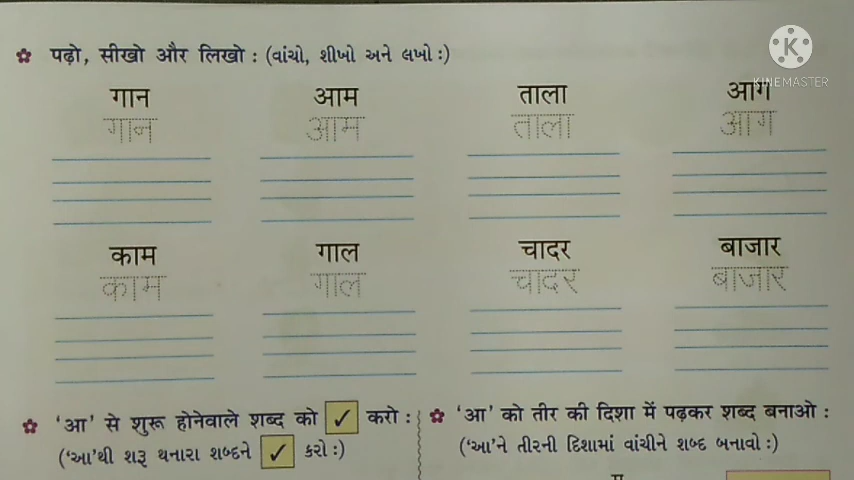 पढ़ो, सीखो और लिखो : (વાંચો, શીખો અને લખો :)
K
KINEMASTER
गान आम ताला आग
गान आम ताला आग
काम गाल चादर बाजार
काम गाल चादर बाजार
'आ' से शुरू होनेवाले शब्द को ✓ करो :
('આ'થી શરૂ થનારા શબ્દને ✓ કરો :)
'आ' को तीर की दिशा में पढ़कर शब्द बनाओ :
('આ'ને તીરની દિશામાં વાંચીને શબ્દ બનાવો :)